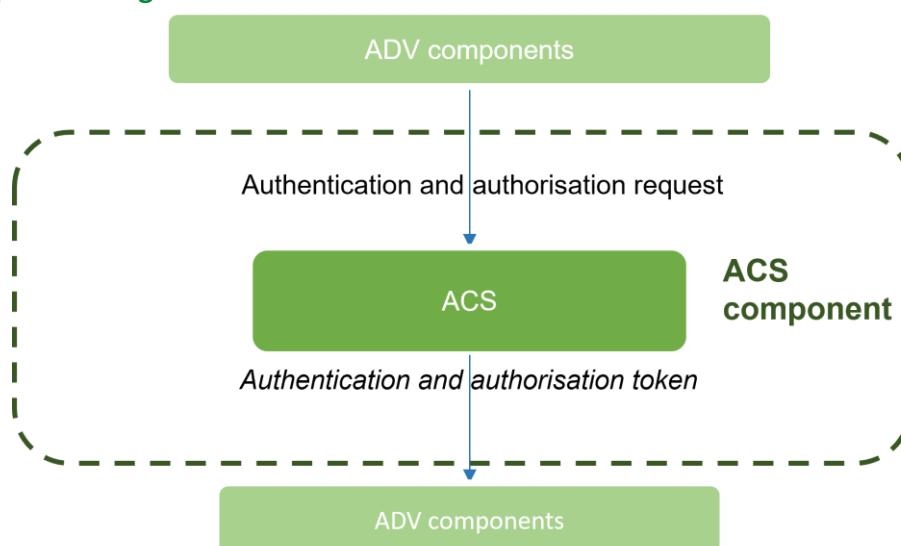 ADV components
Authentication and authorisation request
ACS
component
ACS
Authentication and authorisation token
ADV components